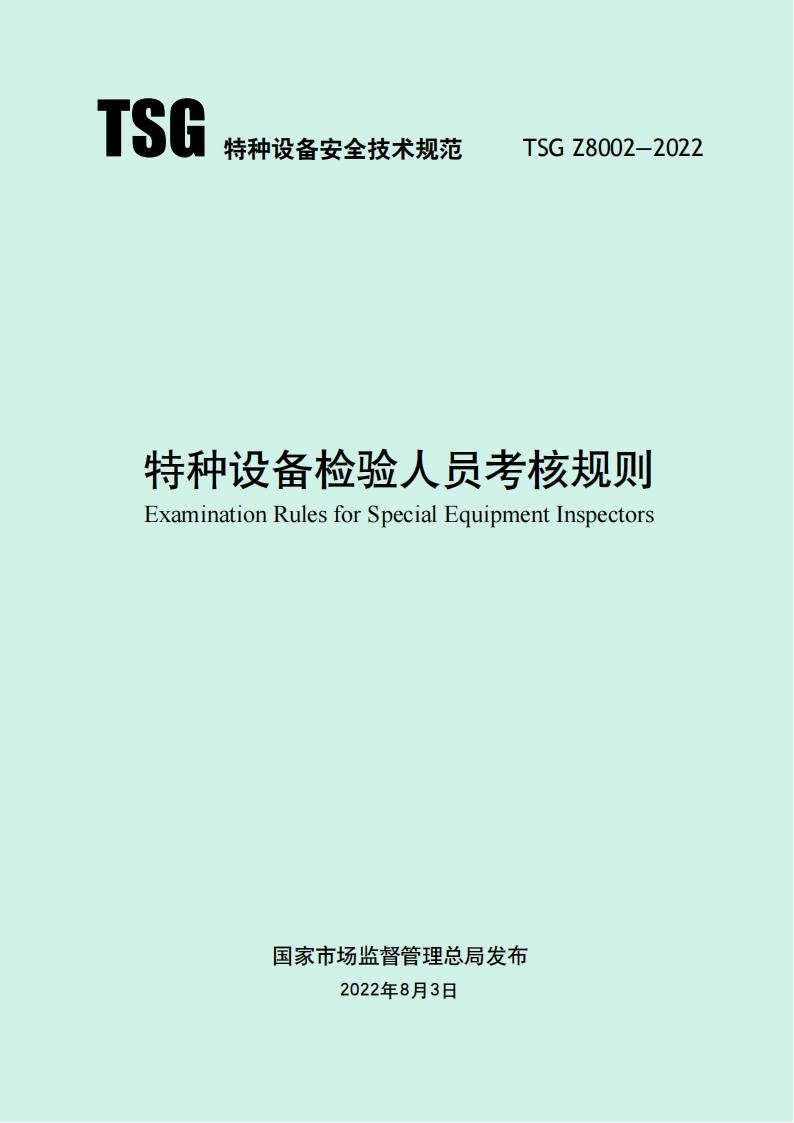 TSG 特种设备安全技术规范 TSG Z8002—2022
特种设备检验人员考核规则
Examination Rules for Special Equipment Inspectors
国家市场监督管理总局发布
2022年8月3日